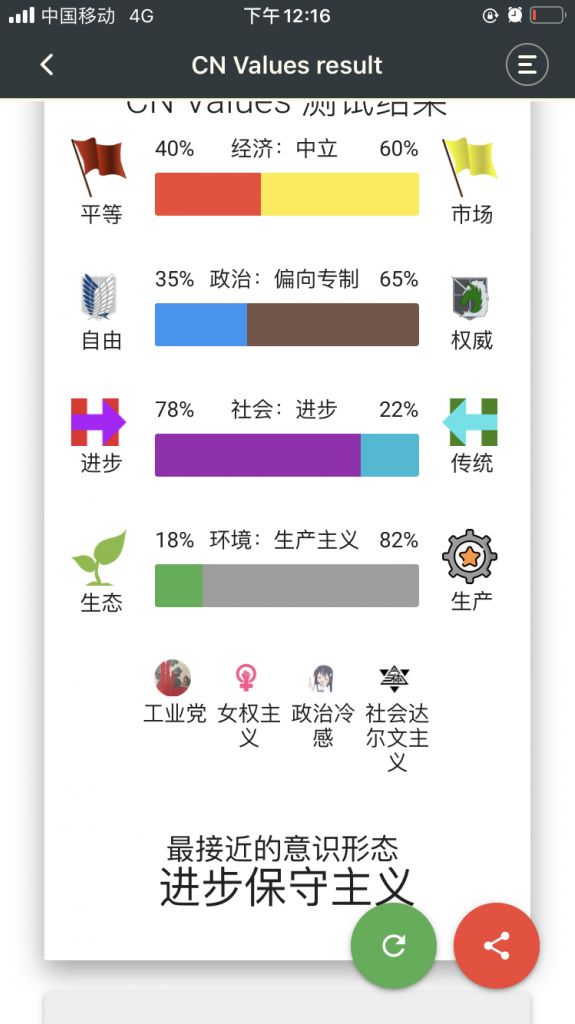 中国移动 4G 下午12:16
CN Values result
CN Values 测试结果
40% 经济：中立 60%
平等 市场
35% 政治：偏向专制 65%
自由 权威
78% 社会：进步 22%
进步 传统
18% 环境：生产主义 82%
生态 生产
工业党 女权主 政治冷 社会达
义 感 尔文主
义
最接近的意识形态
进步保守主义